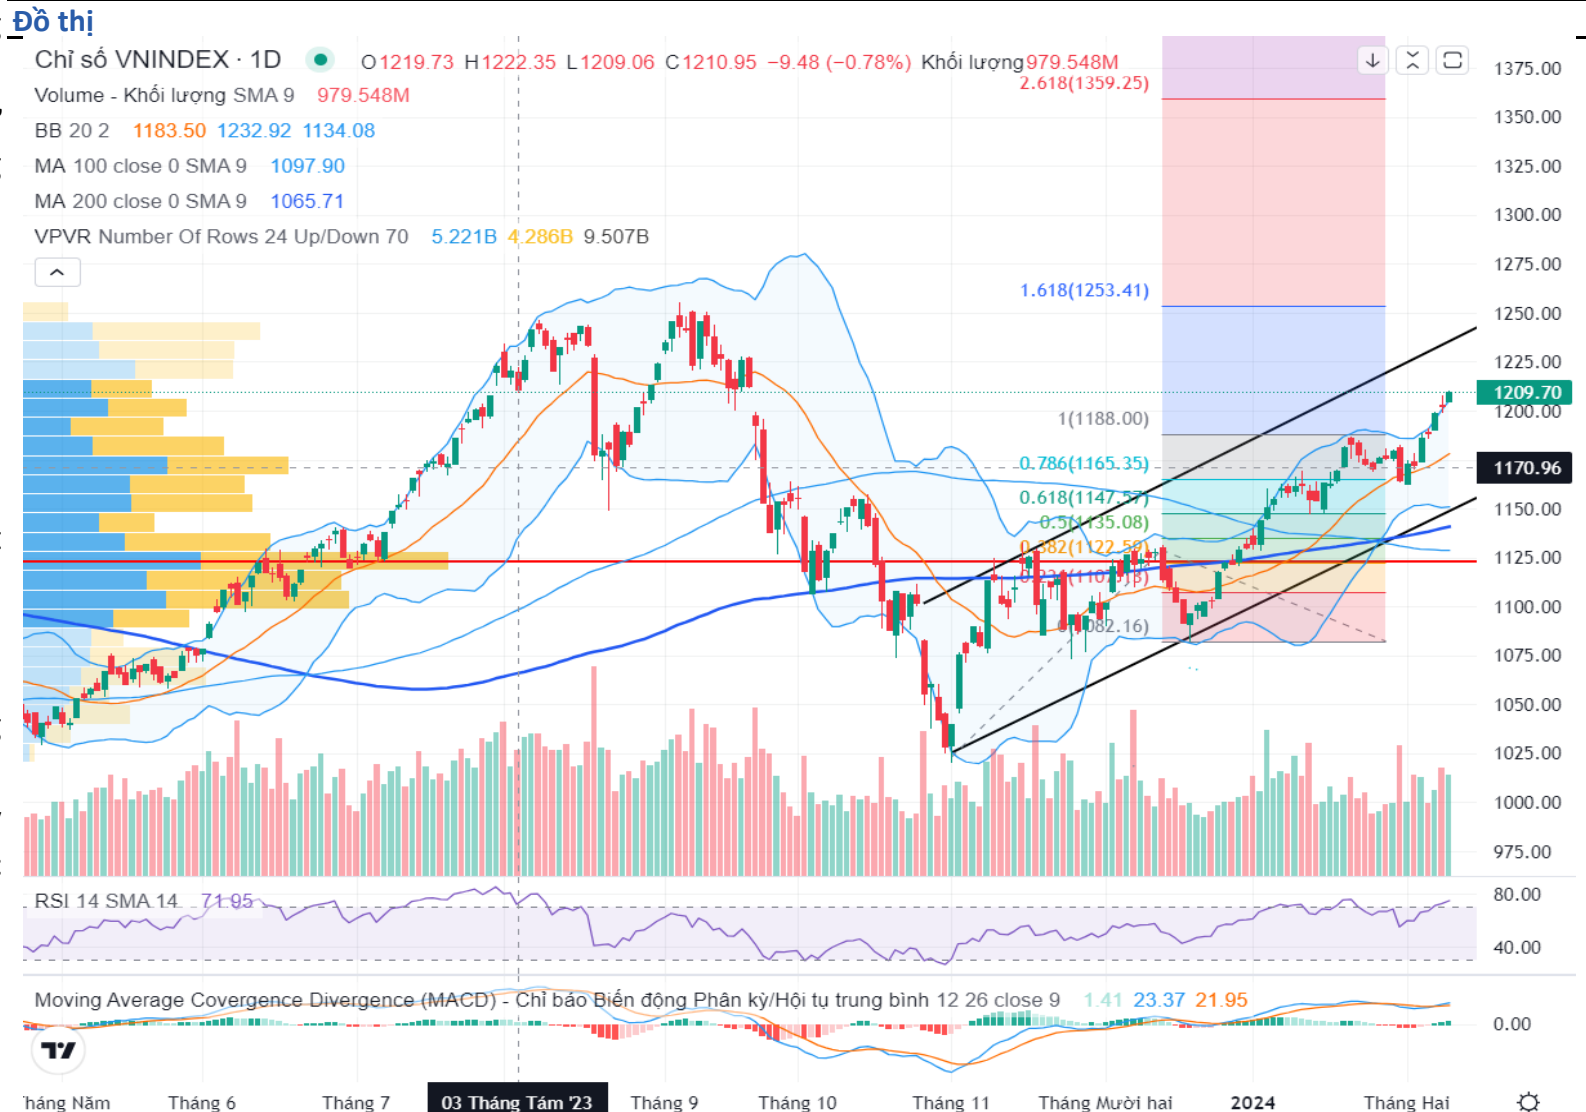 Đồ thị
Chỉ số VNINDEX · 1D O1219.73 H1222.35 L1209.06 C1210.95 −9.48 (−0.78%) Khối lượng979.548M
Volume - Khối lượng SMA 9 979.548M
BB 20 2 1183.50 1232.92 1134.08
MA 100 close 0 SMA 9 1097.90
MA 200 close 0 SMA 9 1065.71
VPVR Number Of Rows 24 Up/Down 70 5.221B 4.286B 9.507B
2.618(1359.25)
1.618(1253.41)
1(1188.00)
0.786(1165.35)
0.618(1147.57)
0.5(1135.08)
0.382(1122.59)
0(1082.16)
1375.00
1350.00
1325.00
1300.00
1275.00
1250.00
1225.00
1209.70
1200.00
1170.96
1150.00
1125.00
1100.00
1075.00
1050.00
1025.00
1000.00
975.00
RSI 14 SMA 14 71.95
80.00
40.00
Moving Average Covergence Divergence (MACD) - Chỉ báo Biến động Phân kỳ/Hội tụ trung bình 12 26 close 9 1.41 23.37 21.95
0.00
háng Năm Tháng 6 Tháng 7 03 Tháng Tám '23 Tháng 9 Tháng 10 Tháng 11 Tháng Mười hai 2024 Tháng Hai